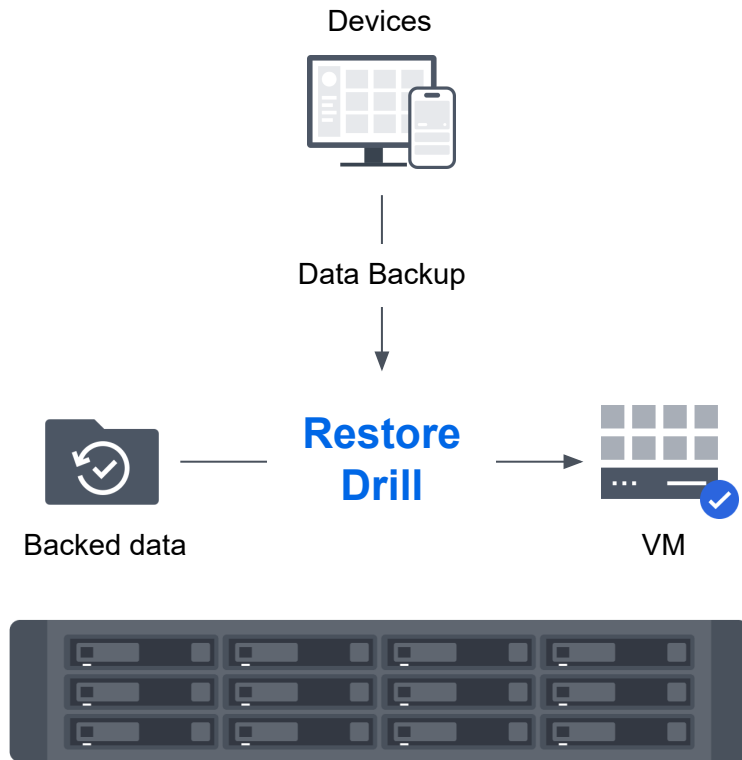 Devices
Data Backup
Restore
Drill
Backed data
VM